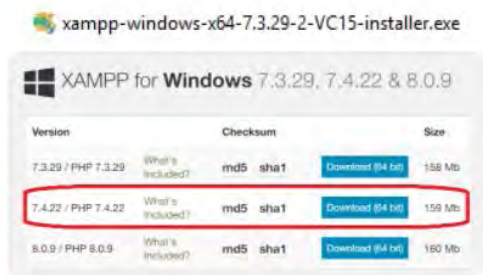 xampp-windows-x64-7.3.29-2-VC15-installer.exe
XAMPP for Windows 7.3.29, 7.4.22 & 8.0.9
Version Checksum Size
7.3.29 / PHP 7.3.29 What's Included? md5 sha1 Download (64 bit) 158 Mb
7.4.22 / PHP 7.4.22 What's Included? md5 sha1 Download (64 bit) 159 Mb
8.0.9 / PHP 8.0.9 What's Included? md5 sha1 Download (64 bit) 160 Mb